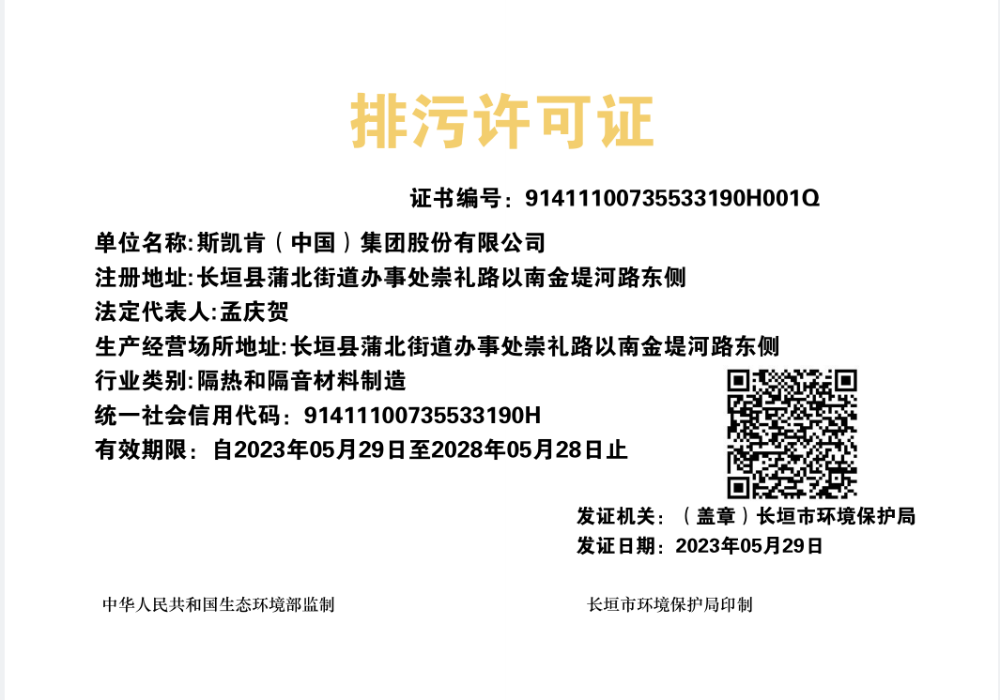 排污许可证
证书编号：91411100735533190H001Q
单位名称:斯凯肯（中国）集团股份有限公司
注册地址:长垣县蒲北街道办事处崇礼路以南金堤河路东侧
法定代表人:孟庆贺
生产经营场所地址:长垣县蒲北街道办事处崇礼路以南金堤河路东侧
行业类别:隔热和隔音材料制造
统一社会信用代码：91411100735533190H
有效期限：自2023年05月29日至2028年05月28日止
发证机关：（盖章）长垣市环境保护局
发证日期：2023年05月29日
中华人民共和国生态环境部监制
长垣市环境保护局印制